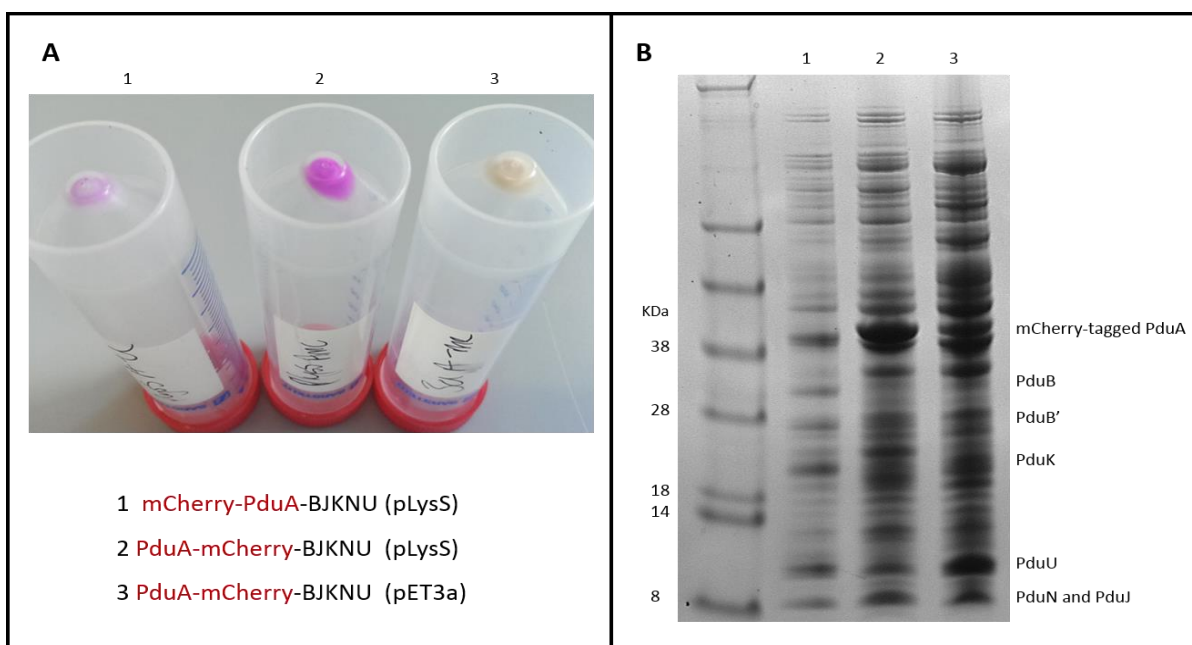 A
1 2 3
1 mCherry-PduA-BJKNU (pLysS)
2 PduA-mCherry-BJKNU (pLysS)
3 PduA-mCherry-BJKNU (pET3a)
B
1 2 3
KDa
38
28
18
14
8
mCherry-tagged PduA
PduB
PduB’
PduK
PduU
PduN and PduJ